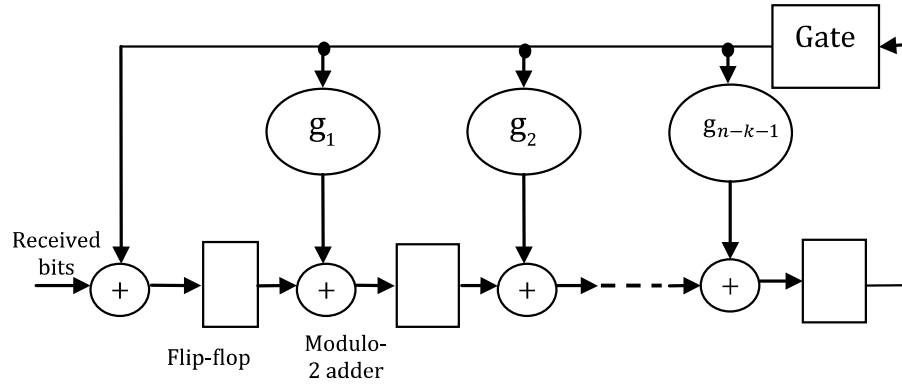 Gate
g₁
g₂
gₙ₋ₖ₋₁
Received
bits
+
+
+
+
Flip-flop
Modulo-
2 adder